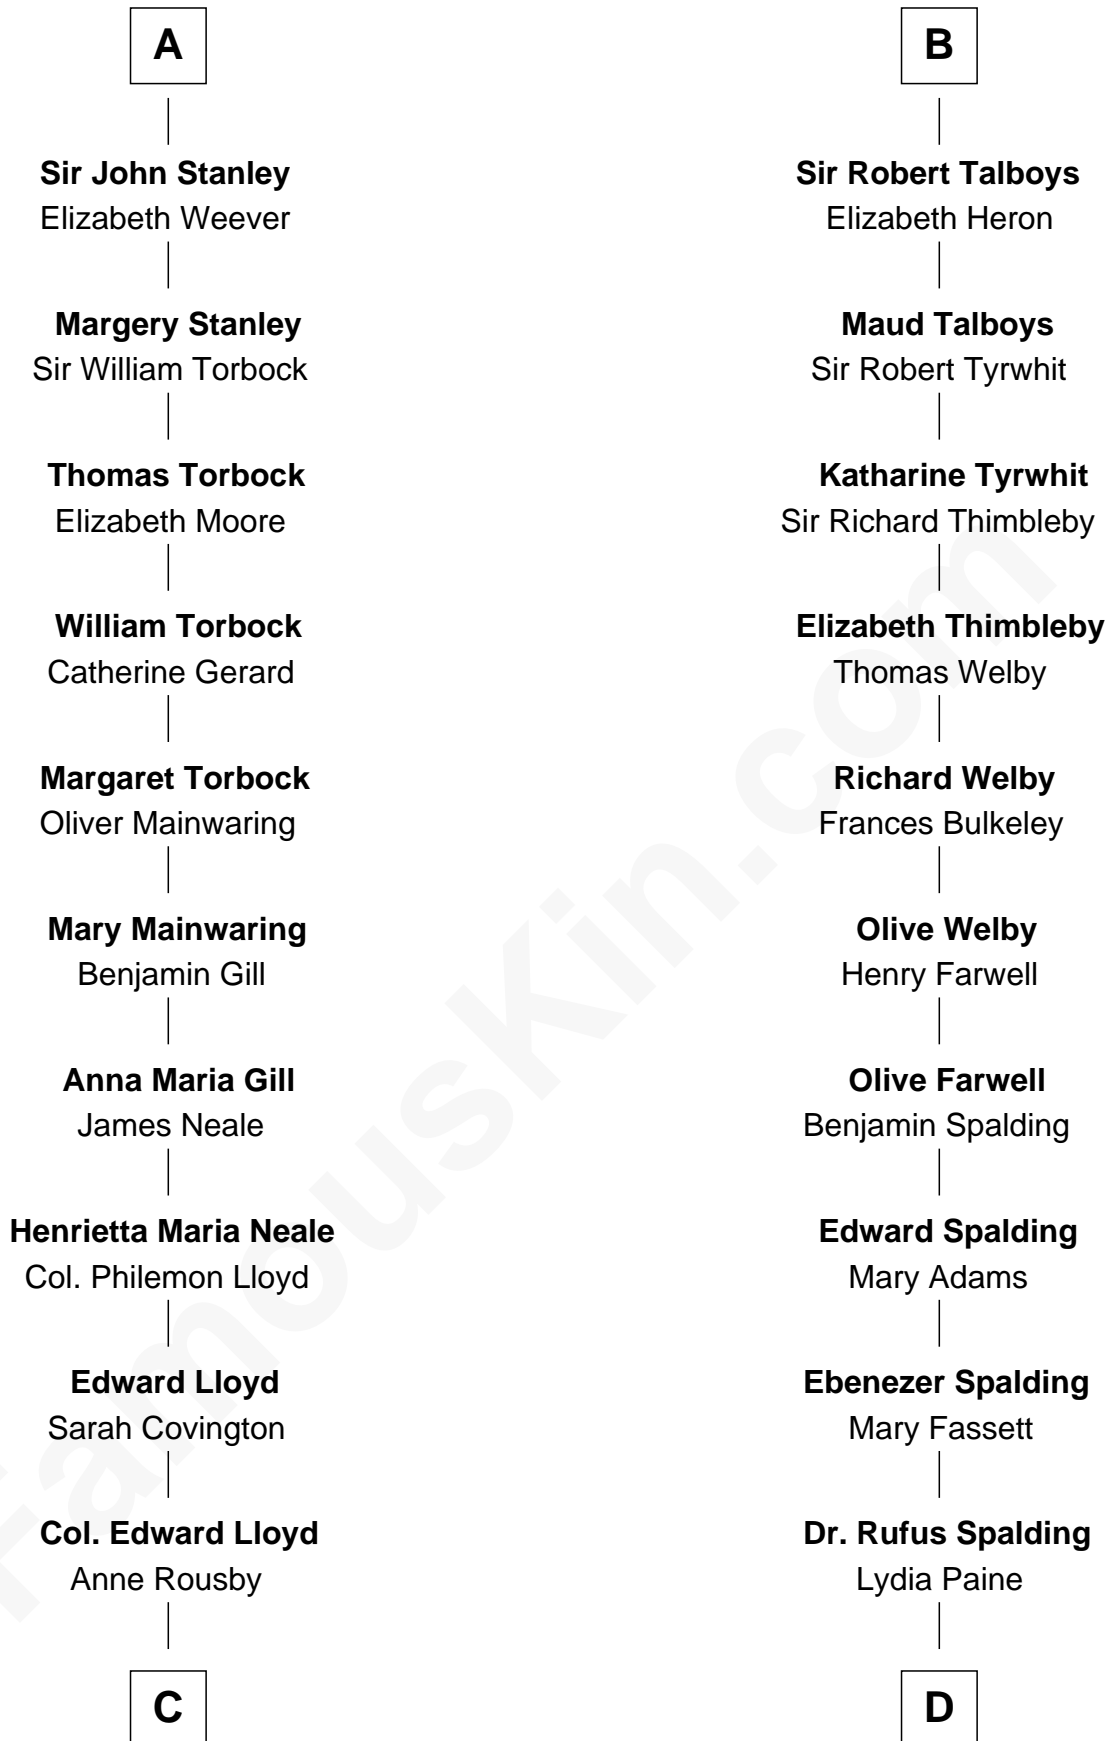 A
Sir John Stanley
Elizabeth Weever
Margery Stanley
Sir William Torbock
Thomas Torbock
Elizabeth Moore
William Torbock
Catherine Gerard
Margaret Torbock
Oliver Mainwaring
Mary Mainwaring
Benjamin Gill
Anna Maria Gill
James Neale
Henrietta Maria Neale
Col. Philemon Lloyd
Edward Lloyd
Sarah Covington
Col. Edward Lloyd
Anne Rousby
C
B
Sir Robert Talboys
Elizabeth Heron
Maud Talboys
Sir Robert Tyrwhit
Katharine Tyrwhit
Sir Richard Thimbleby
Elizabeth Thimbleby
Thomas Welby
Richard Welby
Frances Bulkeley
Olive Welby
Henry Farwell
Olive Farwell
Benjamin Spalding
Edward Spalding
Mary Adams
Ebenezer Spalding
Mary Fassett
Dr. Rufus Spalding
Lydia Paine
D
FamousKin.com